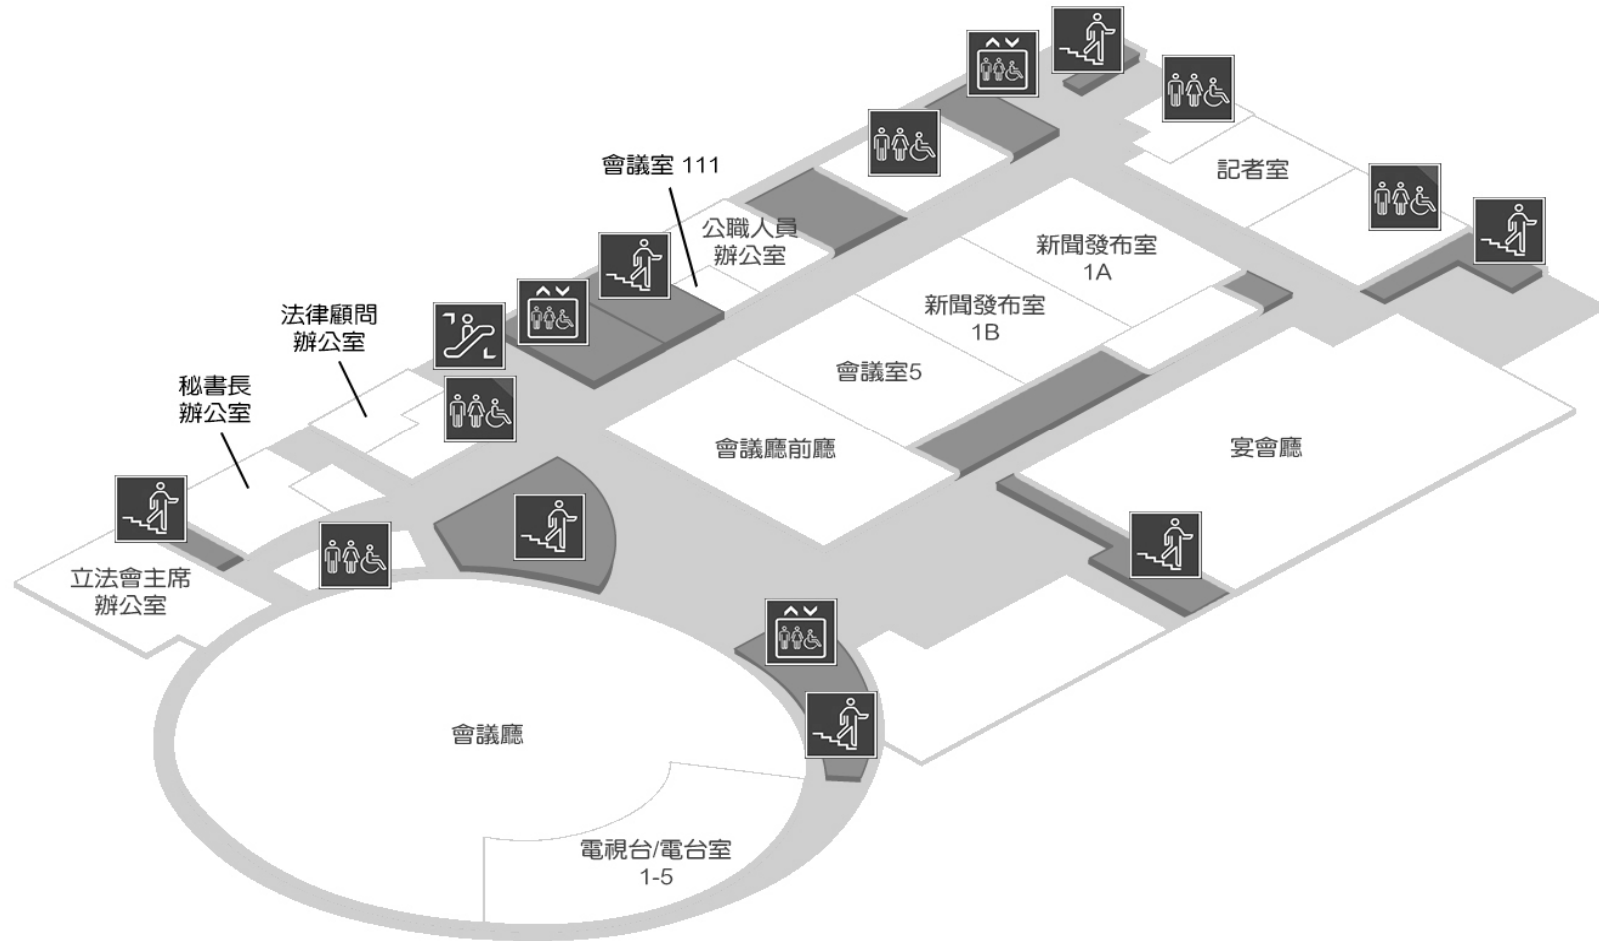 會議室 111
記者室
公職人員
辦公室
新聞發布室
1A
新聞發布室
1B
法律顧問
辦公室
會議室5
秘書長
辦公室
會議廳前廳
宴會廳
立法會主席
辦公室
會議廳
電視台/電台室
1-5